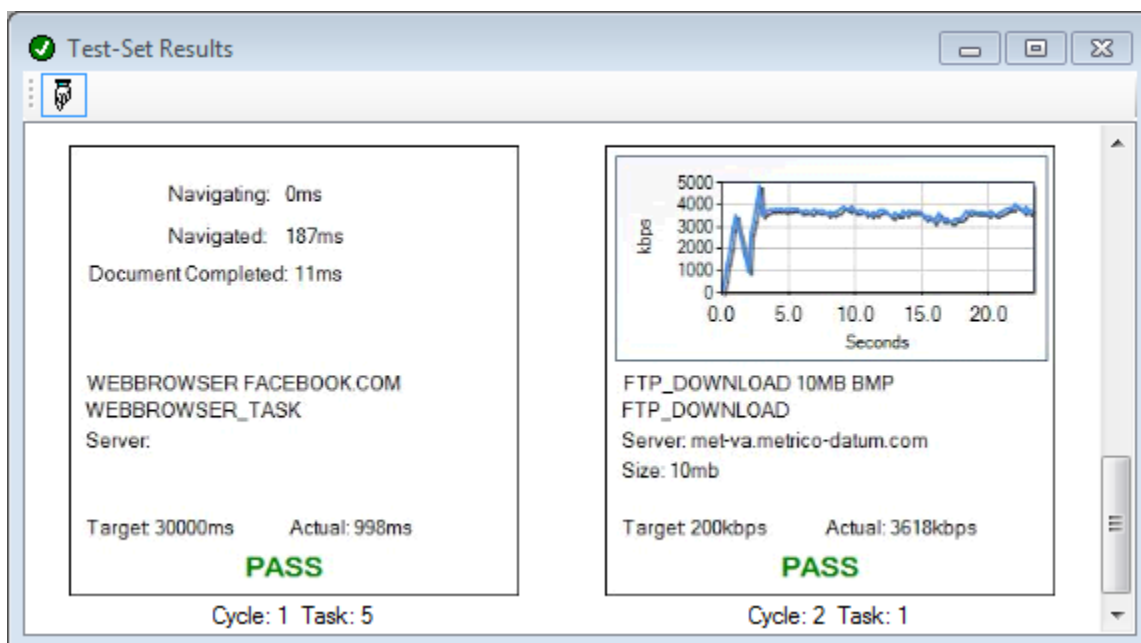 Test-Set Results
Navigating: 0ms
Navigated: 187ms
Document Completed: 11ms
WEBBROWSER FACEBOOK.COM
WEBBROWSER_TASK
Server:
Target: 30000ms Actual: 998ms
PASS
Cycle: 1 Task: 5
5000
4000
3000
2000
1000
0
kbps
0.0 5.0 10.0 15.0 20.0
Seconds
FTP_DOWNLOAD 10MB BMP
FTP_DOWNLOAD
Server: met-va.metrico-datum.com
Size: 10mb
Target: 200kbps Actual: 3618kbps
PASS
Cycle: 2 Task: 1